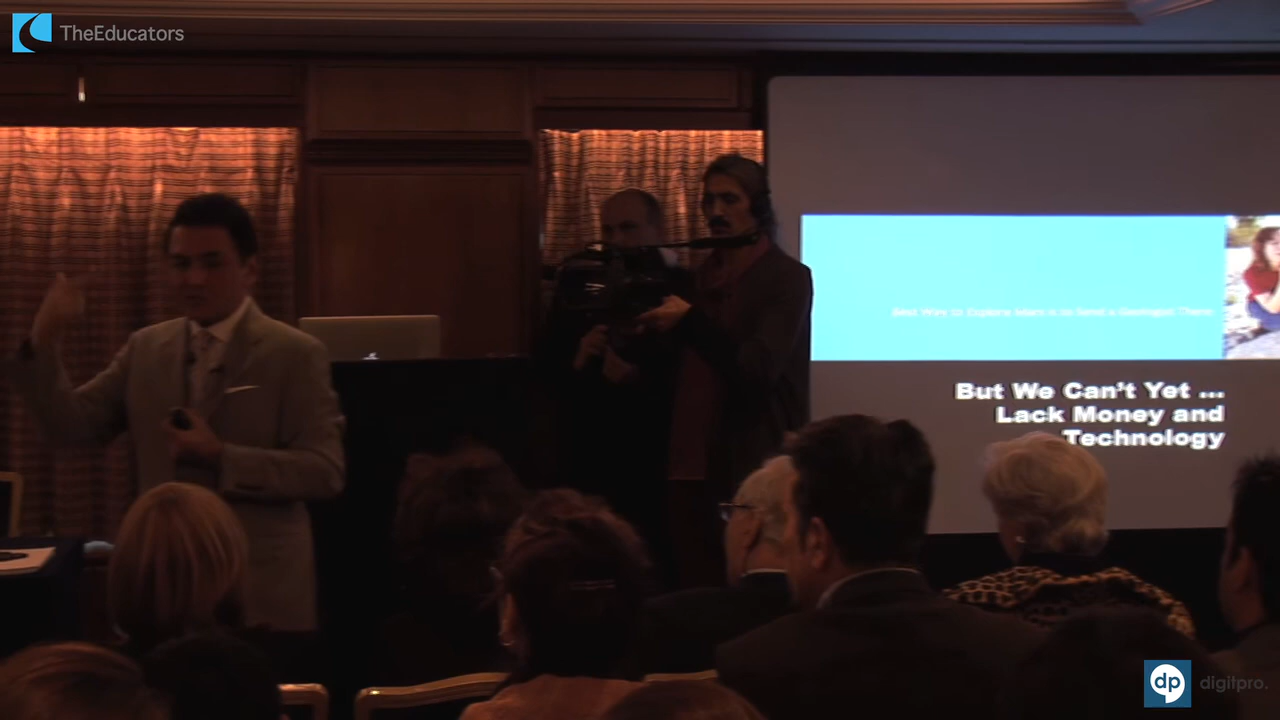 TheEducators
Best Way to Explore Mars is to Send a Geologist There
But We Can't Yet ...
Lack Money and
Technology
dp digitpro.